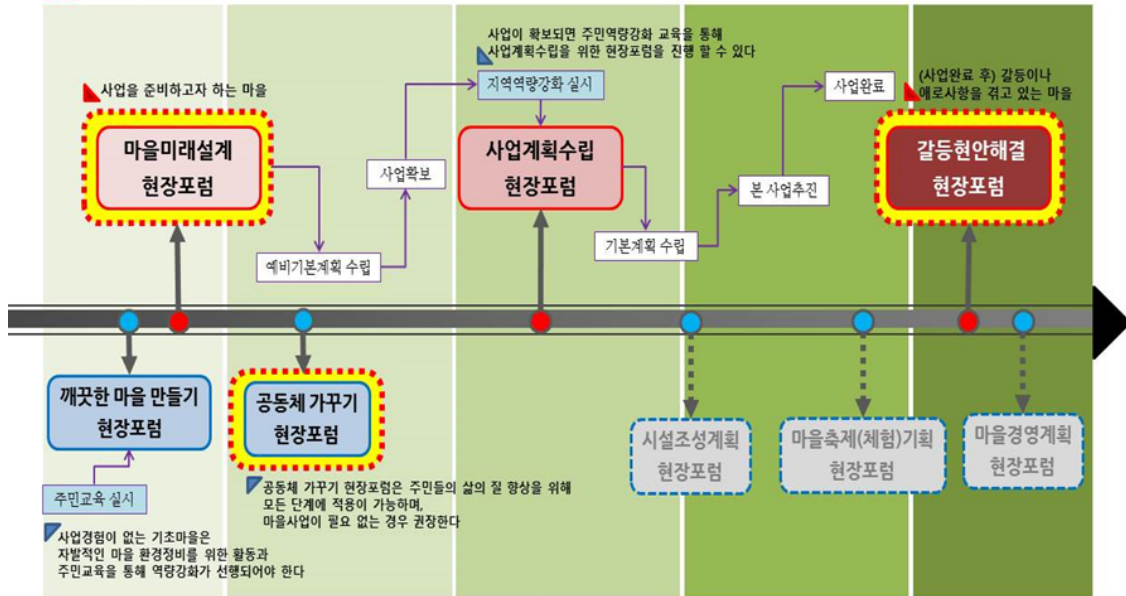 사업이 확보되면 주민역량강화 교육을 통해
사업계획수립을 위한 현장포럼을 진행 할 수 있다
사업을 준비하고자 하는 마을
지역역량강화 실시
사업완료
(사업완료 후) 갈등이나
애로사항을 겪고 있는 마을
마을미래설계
현장포럼
사업확보
사업계획수립
현장포럼
본 사업추진
갈등현안해결
현장포럼
예비기본계획 수립
기본계획 수립
깨끗한 마을 만들기
현장포럼
공동체 가꾸기
현장포럼
시설조성계획
현장포럼
마을축제(체험)기획
현장포럼
마을경영계획
현장포럼
주민교육 실시
공동체 가꾸기 현장포럼은 주민들의 삶의 질 향상을 위해
모든 단계에 적용이 가능하며,
마을사업이 필요 없는 경우 권장한다
사업경험이 없는 기초마을은
자발적인 마을 환경정비를 위한 활동과
주민교육을 통해 역량강화가 선행되어야 한다